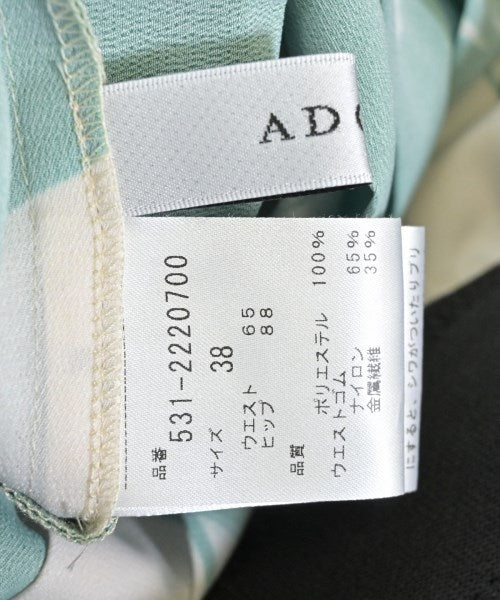 ADO
品番
531-2220700
サイズ 38
ウエスト 65
ヒップ 88
品質
ポリエステル 100%
ウエストゴム
ナイロン 65%
金属繊維 35%
にすると、シワがついたりプリ